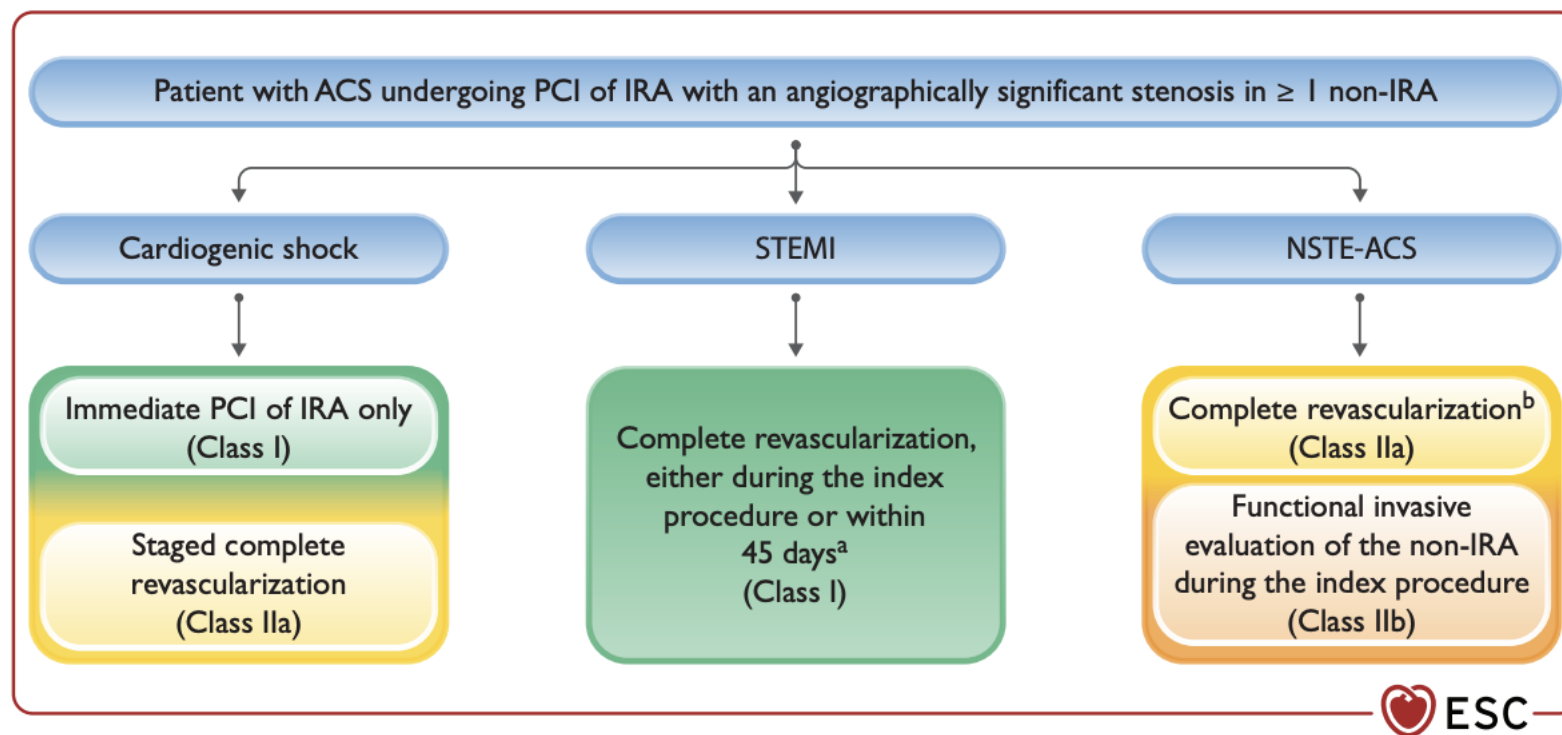 Patient with ACS undergoing PCI of IRA with an angiographically significant stenosis in ≥ 1 non-IRA
Cardiogenic shock
STEMI
NSTE-ACS
Immediate PCI of IRA only
(Class I)
Staged complete
revascularization
(Class IIa)
Complete revascularization,
either during the index
procedure or within
45 daysᵃ
(Class I)
Complete revascularizationᵇ
(Class IIa)
Functional invasive
evaluation of the non-IRA
during the index procedure
(Class IIb)
ESC